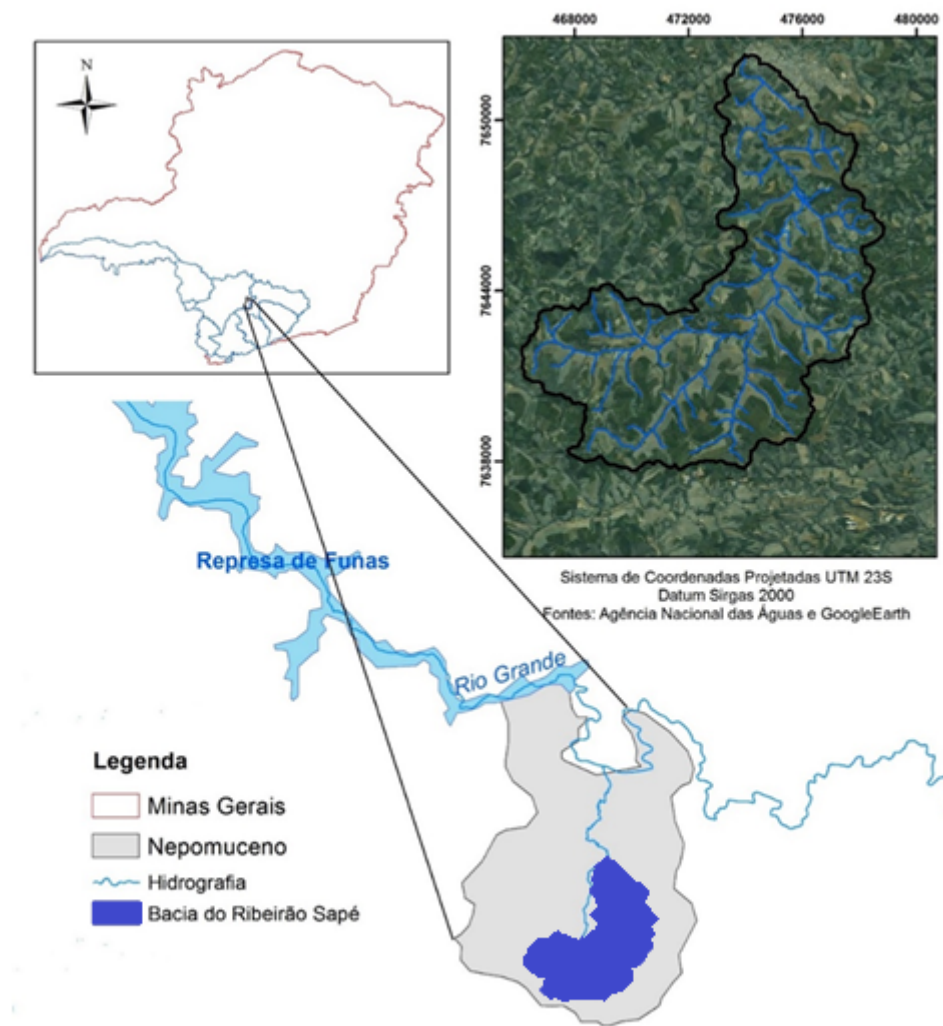 N
468000 472000 476000 480000
7650000
7644000
7638000
Sistema de Coordenadas Projetadas UTM 23S
Datum Sirgas 2000
Fontes: Agência Nacional das Águas e GoogleEarth
Represa de Funas
Rio Grande
Legenda
Minas Gerais
Nepomuceno
Hidrografia
Bacia do Ribeirão Sapé